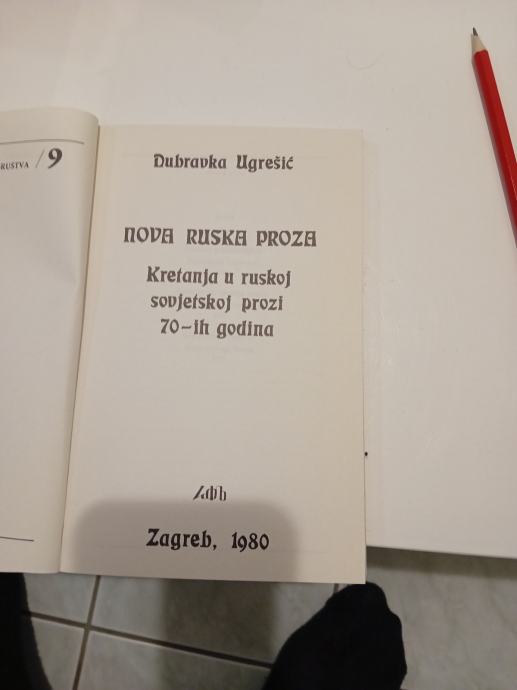 RUSTVA / 9
Dubravka Ugrešić
NOVA RUSKA PROZA
Kretanja u ruskoj
sovjetskoj prozi
70-ih godina
Zagreb, 1980